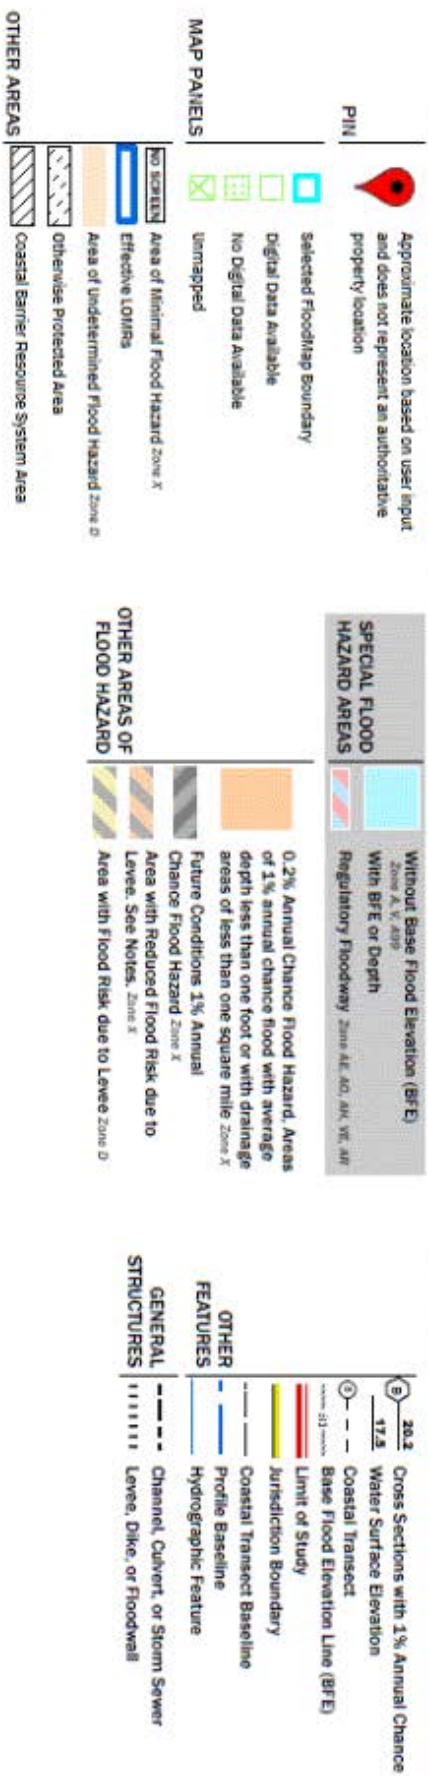 PIN
Approximate location based on user input
and does not represent an authoritative
property location
MAP PANELS
Selected FloodMap Boundary
Digital Data Available
No Digital Data Available
Unmapped
OTHER AREAS
NO SCREEN Area of Minimal Flood Hazard Zone X
Effective LOMRs
Area of Undetermined Flood Hazard Zone D
Otherwise Protected Area
Coastal Barrier Resource System Area
SPECIAL FLOOD
HAZARD AREAS
Without Base Flood Elevation (BFE)
Zone A, V, A99
With BFE or Depth
Regulatory Floodway Zone AE, AO, AH, VE, AR
OTHER AREAS OF
FLOOD HAZARD
0.2% Annual Chance Flood Hazard, Areas
of 1% annual chance flood with average
depth less than one foot or with drainage
areas of less than one square mile Zone X
Future Conditions 1% Annual
Chance Flood Hazard Zone X
Area with Reduced Flood Risk due to
Levee. See Notes. Zone X
Area with Flood Risk due to Levee Zone D
B 20.2 Cross Sections with 1% Annual Chance
17.5 Water Surface Elevation
Coastal Transect
Base Flood Elevation Line (BFE)
Limit of Study
Jurisdiction Boundary
Coastal Transect Baseline
OTHER
FEATURES
Profile Baseline
Hydrographic Feature
GENERAL
STRUCTURES
Channel, Culvert, or Storm Sewer
Levee, Dike, or Floodwall